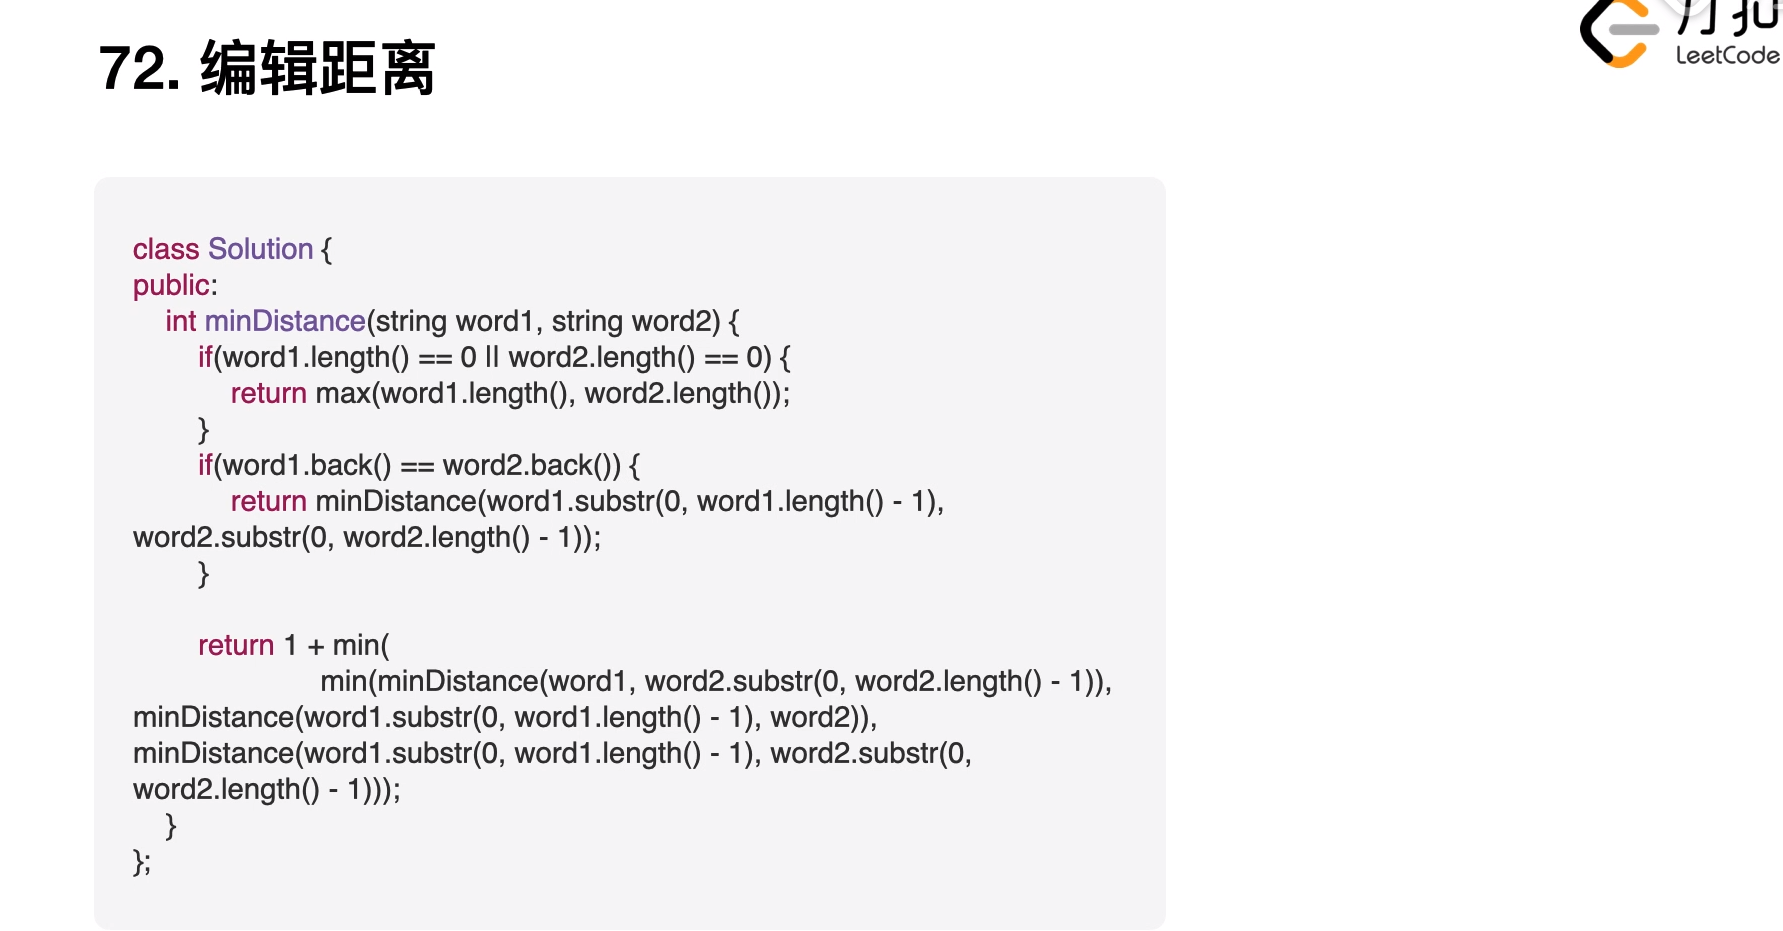 72. 编辑距离
力扣
LeetCode
class Solution {
public:
int minDistance(string word1, string word2) {
if(word1.length() == 0 || word2.length() == 0) {
return max(word1.length(), word2.length());
}
if(word1.back() == word2.back()) {
return minDistance(word1.substr(0, word1.length() - 1),
word2.substr(0, word2.length() - 1));
}
return 1 + min(
min(minDistance(word1, word2.substr(0, word2.length() - 1)),
minDistance(word1.substr(0, word1.length() - 1), word2)),
minDistance(word1.substr(0, word1.length() - 1), word2.substr(0,
word2.length() - 1)));
}
};